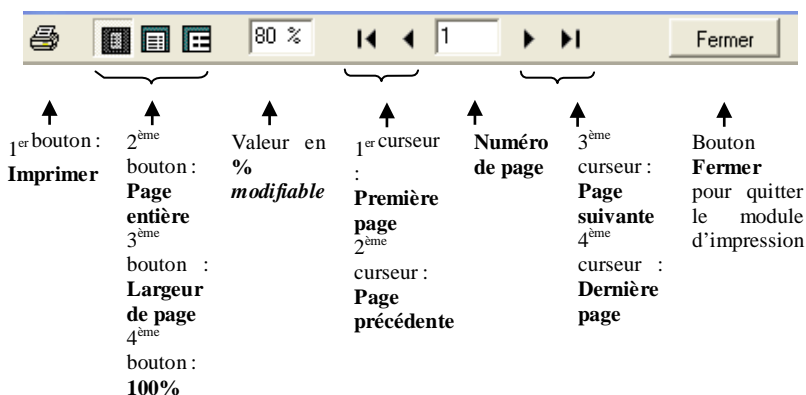 80 %
1
Fermer
1er bouton :
Imprimer
2ème
bouton :
Page
entière
3ème
bouton :
Largeur
de page
4ème
bouton :
100%
Valeur en
%
modifiable
1er curseur
:
Première
page
2ème
curseur :
Page
précédente
Numéro
de page
3ème
curseur :
Page
suivante
4ème
curseur :
Dernière
page
Bouton
Fermer
pour quitter
le module
d'impression